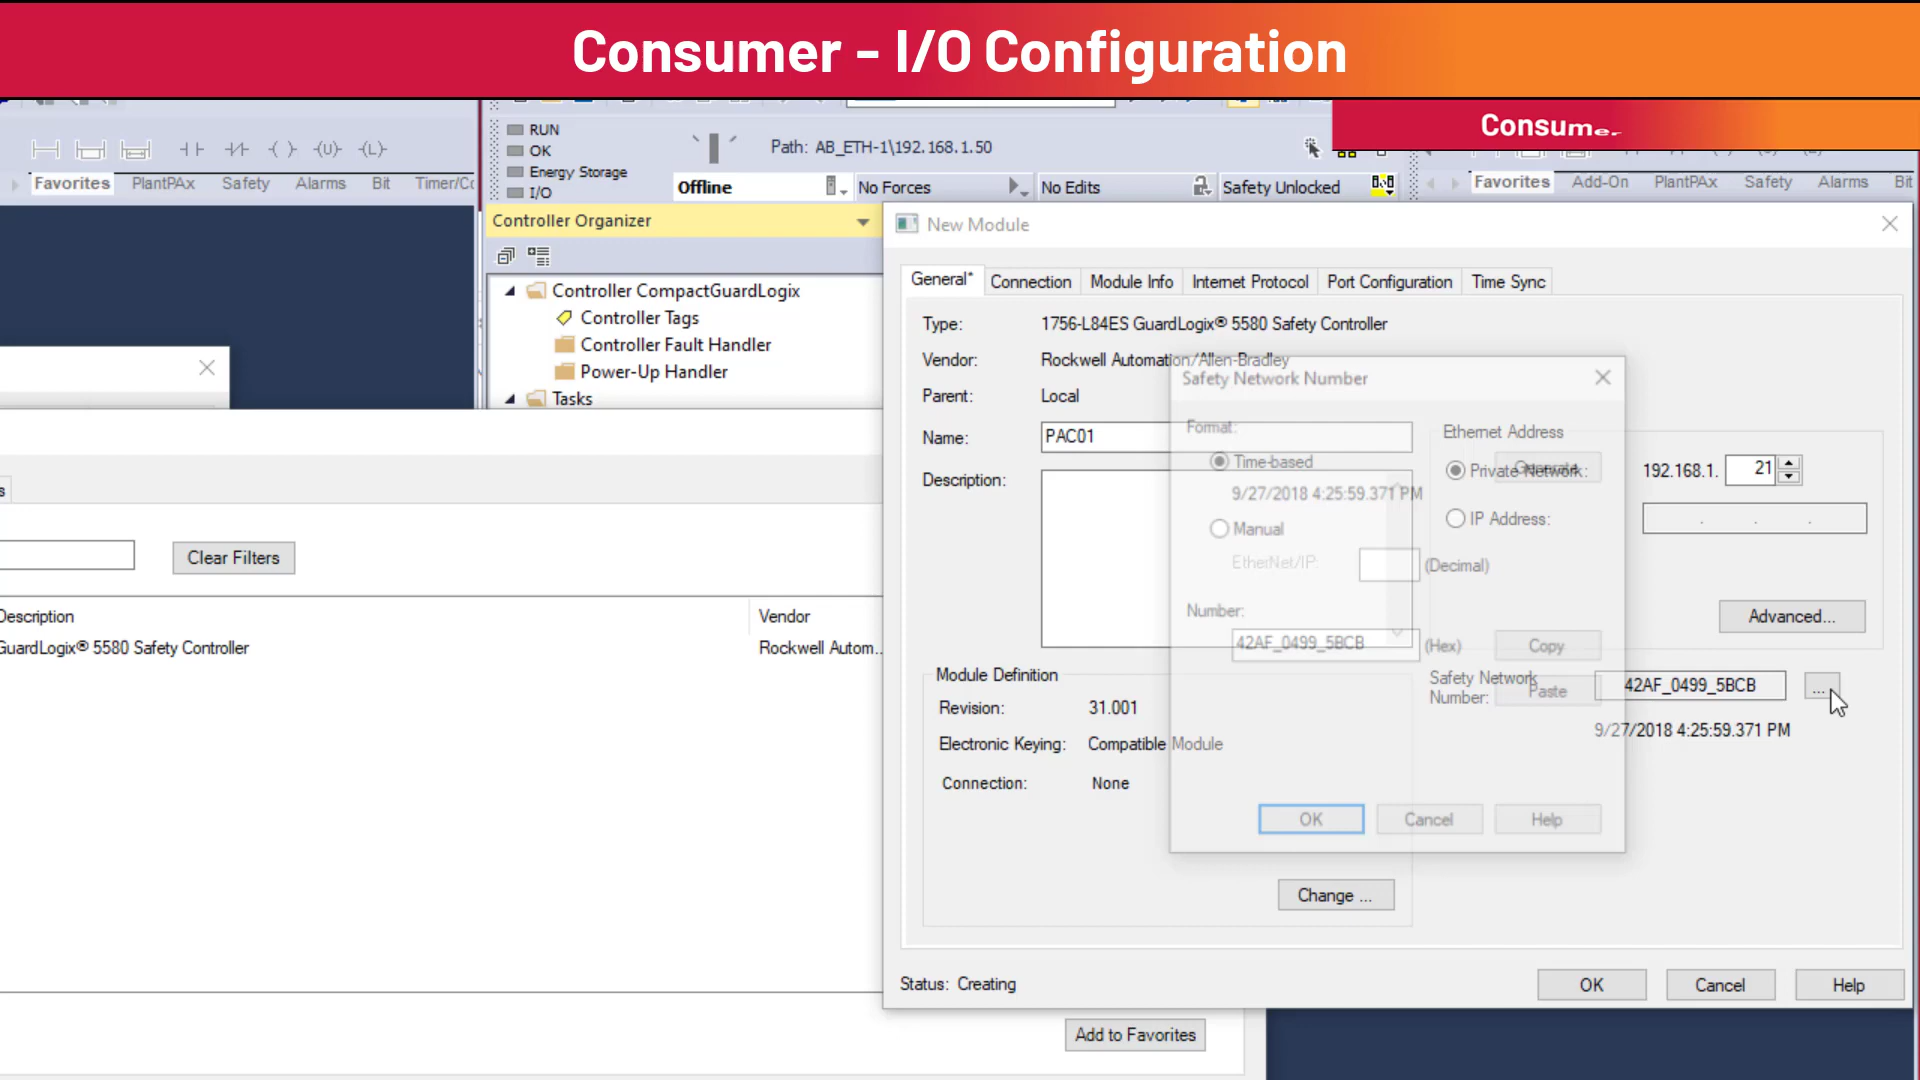 Consumer - I/O Configuration
Consumer
RUN
OK
Energy Storage
I/O
Path: AB_ETH-1\192.168.1.50
Offline
No Forces
No Edits
Safety Unlocked
Favorites PlantPAx Safety Alarms Bit Timer/Co
Favorites Add-On PlantPAx Safety Alarms Bit
Controller Organizer
Controller CompactGuardLogix
Controller Tags
Controller Fault Handler
Power-Up Handler
Tasks
s
Clear Filters
Description Vendor
GuardLogix® 5580 Safety Controller Rockwell Autom...
Add to Favorites
New Module
General* Connection Module Info Internet Protocol Port Configuration Time Sync
Type: 1756-L84ES GuardLogix® 5580 Safety Controller
Vendor: Rockwell Automation/Allen-Bradley
Parent: Local
Name: PAC01
Description:
Module Definition
Revision: 31.001
Electronic Keying: Compatible Module
Connection: None
Change ...
Ethernet Address
Private Network: 192.168.1. 21
IP Address: . . .
Advanced...
Safety Network
Number: 42AF_0499_5BCB ...
9/27/2018 4:25:59.371 PM
Safety Network Number
Format:
Time-based Generate
9/27/2018 4:25:59.371 PM
Manual
EtherNet/IP: (Decimal)
Number:
42AF_0499_5BCB (Hex) Copy
Paste
OK Cancel Help
Status: Creating
OK Cancel Help